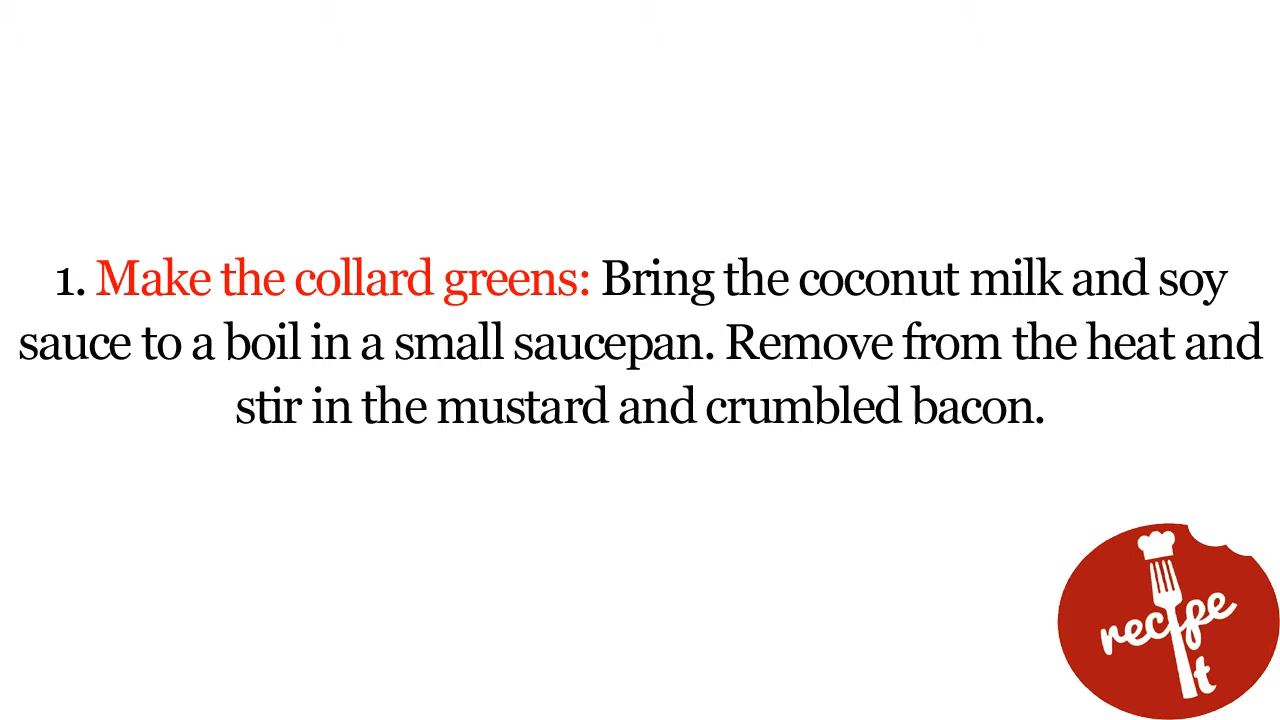 1. Make the collard greens: Bring the coconut milk and soy
sauce to a boil in a small saucepan. Remove from the heat and
stir in the mustard and crumbled bacon.
recipe
it